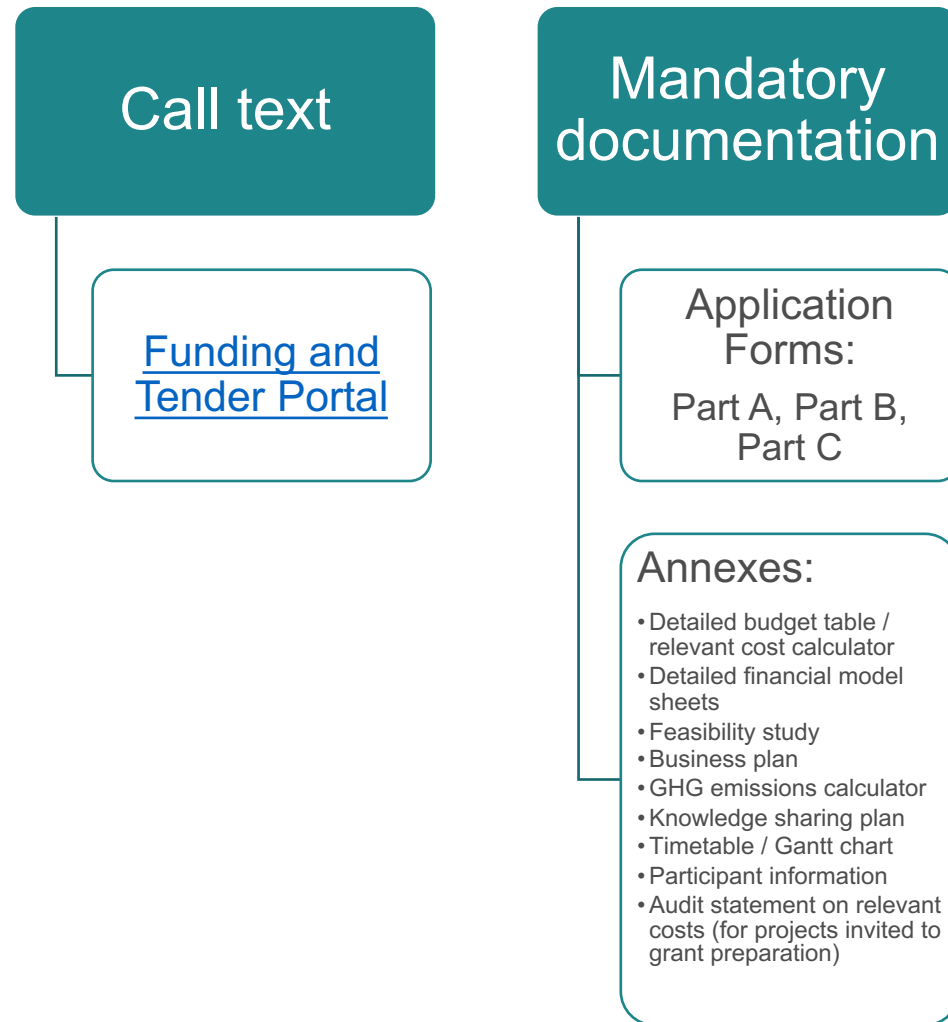 Call text
Funding and
Tender Portal
Mandatory
documentation
Application
Forms:
Part A, Part B,
Part C
Annexes:
•Detailed budget table /
relevant cost calculator
•Detailed financial model
sheets
•Feasibility study
•Business plan
•GHG emissions calculator
•Knowledge sharing plan
•Timetable / Gantt chart
•Participant information
•Audit statement on relevant
costs (for projects invited to
grant preparation)